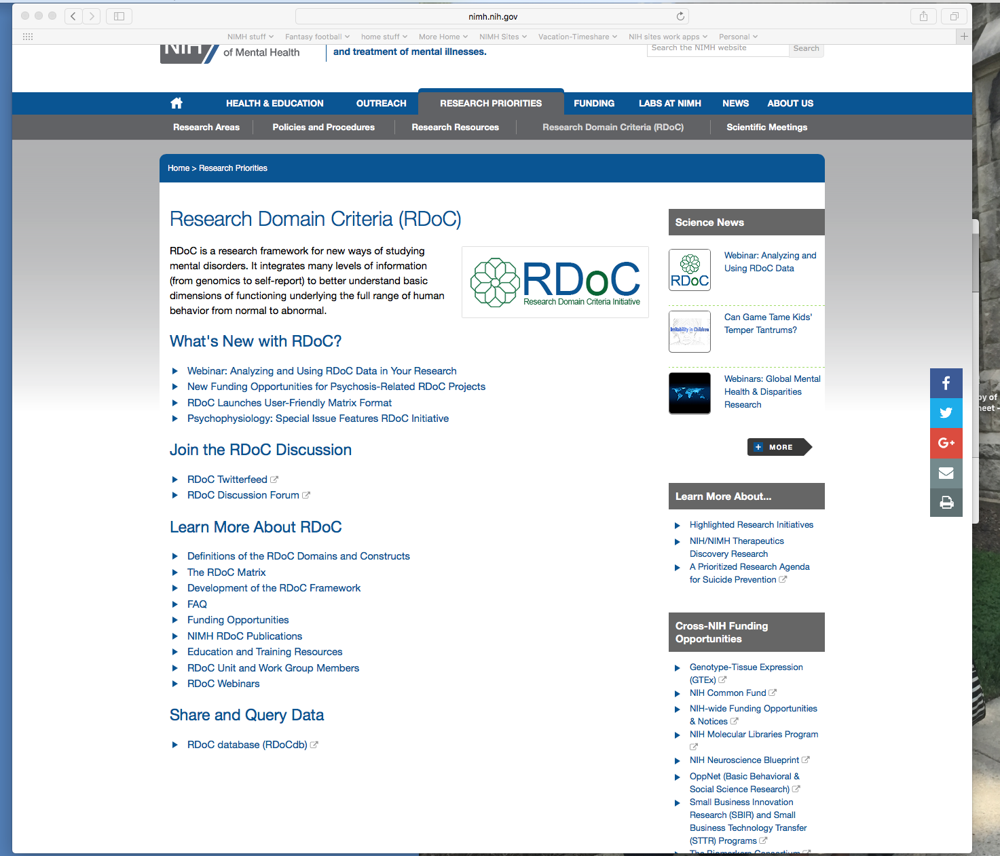 nimh.nih.gov
NIMH stuff
Fantasy football
home stuff
More Home
NIMH Sites
Vacation-Timeshare
NIH sites work apps
Personal
NIH
of Mental Health
and treatment of mental illnesses.
Search the NIMH website
Search
HEALTH & EDUCATION
OUTREACH
RESEARCH PRIORITIES
FUNDING
LABS AT NIMH
NEWS
ABOUT US
Research Areas
Policies and Procedures
Research Resources
Research Domain Criteria (RDoC)
Scientific Meetings
Home > Research Priorities
Research Domain Criteria (RDoC)
RDoC is a research framework for new ways of studying
mental disorders. It integrates many levels of information
(from genomics to self-report) to better understand basic
dimensions of functioning underlying the full range of human
behavior from normal to abnormal.
RDoC
Research Domain Criteria Initiative
What's New with RDoC?
Webinar: Analyzing and Using RDoC Data in Your Research
New Funding Opportunities for Psychosis-Related RDoC Projects
RDoC Launches User-Friendly Matrix Format
Psychophysiology: Special Issue Features RDoC Initiative
Join the RDoC Discussion
RDoC Twitterfeed
RDoC Discussion Forum
Learn More About RDoC
Definitions of the RDoC Domains and Constructs
The RDoC Matrix
Development of the RDoC Framework
FAQ
Funding Opportunities
NIMH RDoC Publications
Education and Training Resources
RDoC Unit and Work Group Members
RDoC Webinars
Share and Query Data
RDoC database (RDoCdb)
Science News
RDoC
Webinar: Analyzing and
Using RDoC Data
Irritability in Children
Can Game Tame Kids'
Temper Tantrums?
Webinars: Global Mental
Health & Disparities
Research
MORE
Learn More About...
Highlighted Research Initiatives
NIH/NIMH Therapeutics
Discovery Research
A Prioritized Research Agenda
for Suicide Prevention
Cross-NIH Funding
Opportunities
Genotype-Tissue Expression
(GTEx)
NIH Common Fund
NIH-wide Funding Opportunities
& Notices
NIH Molecular Libraries Program
NIH Neuroscience Blueprint
OppNet (Basic Behavioral &
Social Science Research)
Small Business Innovation
Research (SBIR) and Small
Business Technology Transfer
(STTR) Programs
The Biomarkers Consortium
G+
py of
heet -